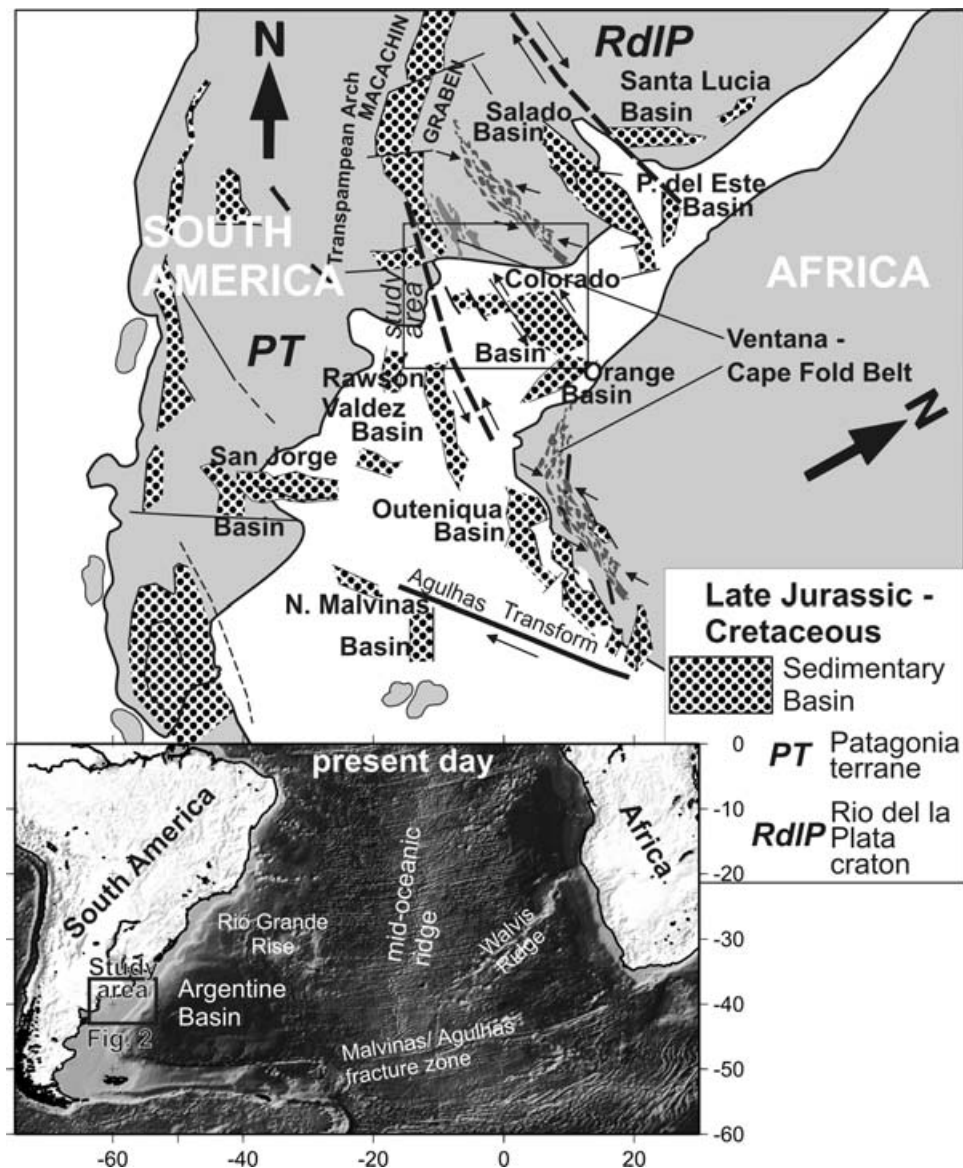 N
RdlP
Santa Lucia
Basin
Transpampean Arch
MACACHIN
GRABEN
Salado
Basin
P. del Este
Basin
SOUTH
AMERICA
AFRICA
study
area
Colorado
Basin
PT
Ventana -
Cape Fold Belt
Orange
Basin
Rawson
Valdez
Basin
N
San Jorge
Basin
Outeniqua
Basin
Agulhas Transform
N. Malvinas
Basin
Late Jurassic -
Cretaceous
Sedimentary
Basin
PT Patagonia
terrane
RdlP Rio del la
Plata
craton
present day
South America
Africa
mid-oceanic
ridge
Rio Grande
Rise
Walvis
Ridge
Study
area
Fig. 2
Argentine
Basin
Malvinas/ Agulhas
fracture zone
0
-10
-20
-30
-40
-50
-60
-60 -40 -20 0 20